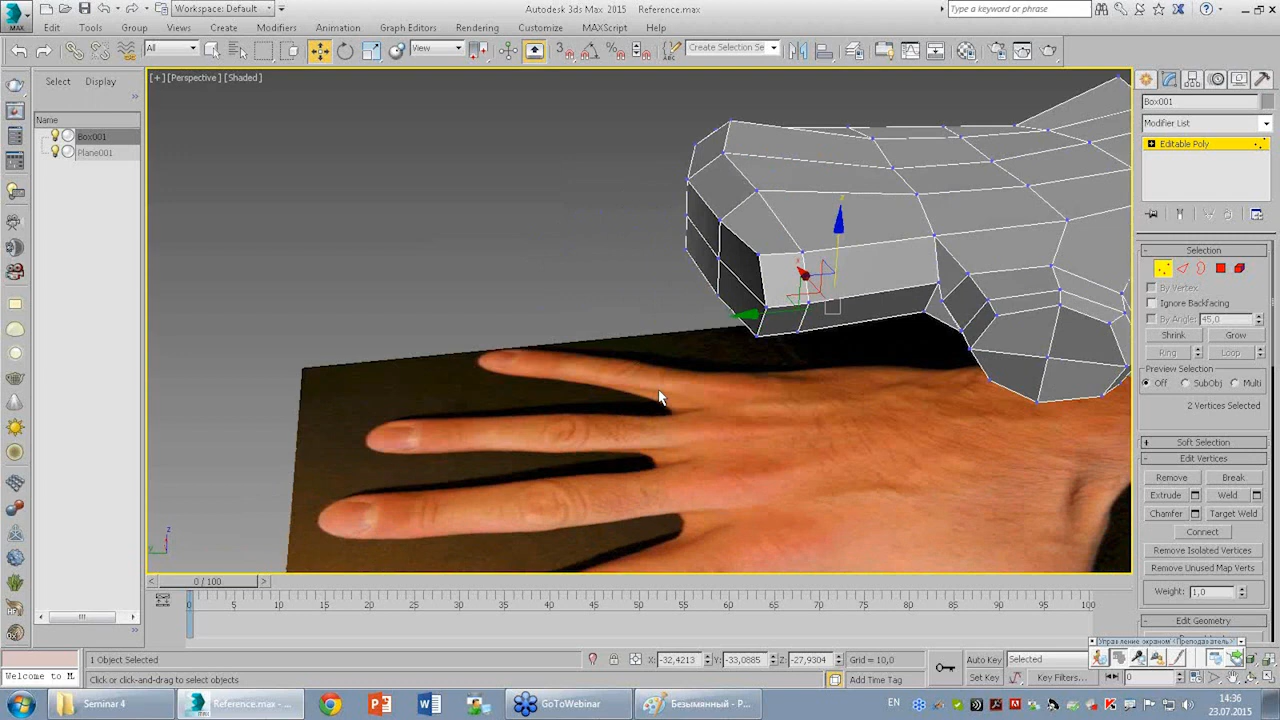 Workspace: Default
Autodesk 3ds Max 2015
Reference.max
Type a keyword or phrase
MAX
Edit
Tools
Group
Views
Create
Modifiers
Animation
Graph Editors
Rendering
Customize
MAXScript
Help
All
View
Create Selection Se
Select
Display
[+] [Perspective] [Shaded]
Box001
Name
Box001
Plane001
Modifier List
Editable Poly
Selection
By Vertex
Ignore Backfacing
By Angle: 45,0
Shrink
Grow
Ring
Loop
Preview Selection
Off
SubObj
Multi
2 Vertices Selected
Soft Selection
Edit Vertices
Remove
Break
Extrude
Weld
Chamfer
Target Weld
Connect
Remove Isolated Vertices
Remove Unused Map Verts
Weight: 1,0
Edit Geometry
0 / 100
0 5 10 15 20 25 30 35 40 45 50 55 60 65 70 75 80 85 90 95 100
Управление экраном" (Преподаватель)
1 Object Selected
X: -32,4213
Y: -33,0885
Z: -27,9304
Grid = 10,0
Auto Key
Selected
Welcome to M
Click or click-and-drag to select objects
Add Time Tag
Set Key
Key Filters...
0
Seminar 4
Reference.max - ...
GoToWebinar
Безымянный - P...
EN
14:36
23.07.2015